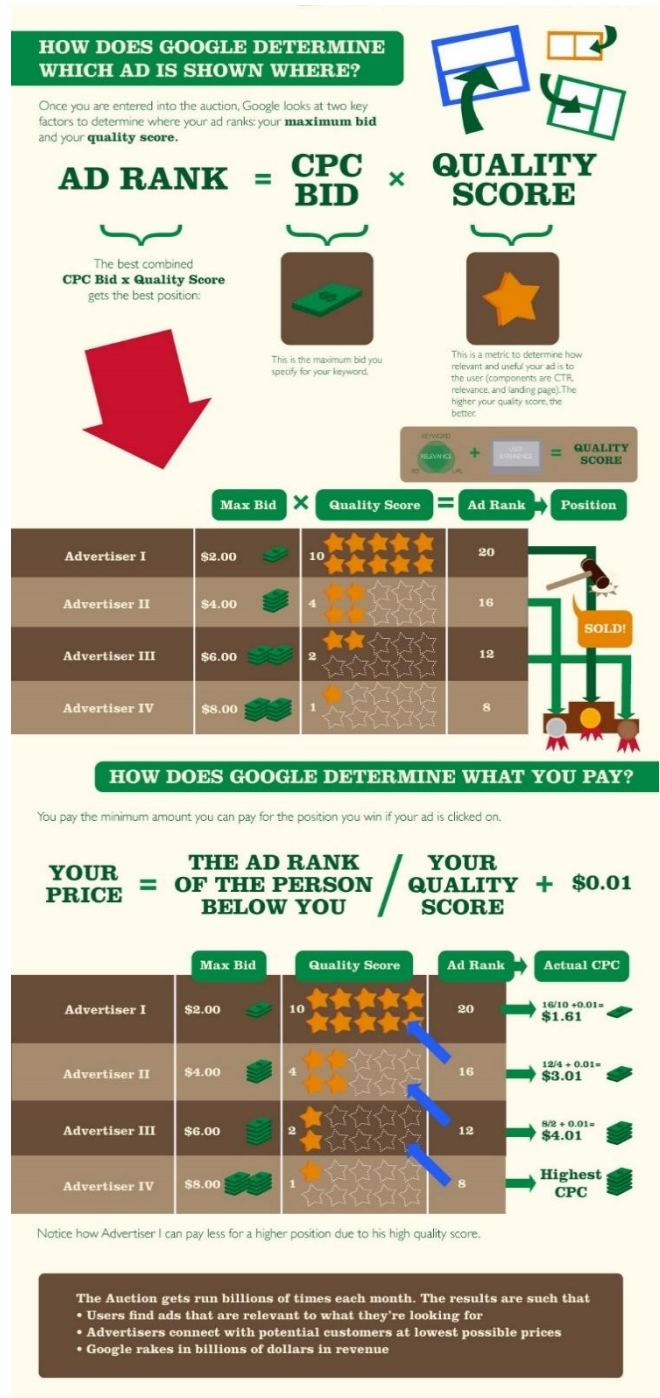 HOW DOES GOOGLE DETERMINE
WHICH AD IS SHOWN WHERE?
Once you are entered into the auction, Google looks at two key
factors to determine where your ad ranks: your maximum bid
and your quality score.
AD RANK = CPC BID × QUALITY SCORE
The best combined
CPC Bid x Quality Score
gets the best position:
This is the maximum bid you
specify for your keyword.
This is a metric to determine how
relevant and useful your ad is to
the user (components are CTR,
relevance, and landing page). The
higher your quality score, the
better.
KEYWORD
RELEVANCE
AD URL
+ USER EXPERIENCE = QUALITY SCORE
Max Bid × Quality Score = Ad Rank Position
Advertiser I $2.00 10 20
Advertiser II $4.00 4 16
Advertiser III $6.00 2 12
Advertiser IV $8.00 1 8
SOLD!
HOW DOES GOOGLE DETERMINE WHAT YOU PAY?
You pay the minimum amount you can pay for the position you win if your ad is clicked on.
YOUR PRICE = THE AD RANK OF THE PERSON BELOW YOU / YOUR QUALITY SCORE + $0.01
Max Bid Quality Score Ad Rank Actual CPC
Advertiser I $2.00 10 20 16/10 +0.01= $1.61
Advertiser II $4.00 4 16 12/4 + 0.01= $3.01
Advertiser III $6.00 2 12 8/2 + 0.01= $4.01
Advertiser IV $8.00 1 8 Highest CPC
Notice how Advertiser I can pay less for a higher position due to his high quality score.
The Auction gets run billions of times each month. The results are such that
• Users find ads that are relevant to what they're looking for
• Advertisers connect with potential customers at lowest possible prices
• Google rakes in billions of dollars in revenue